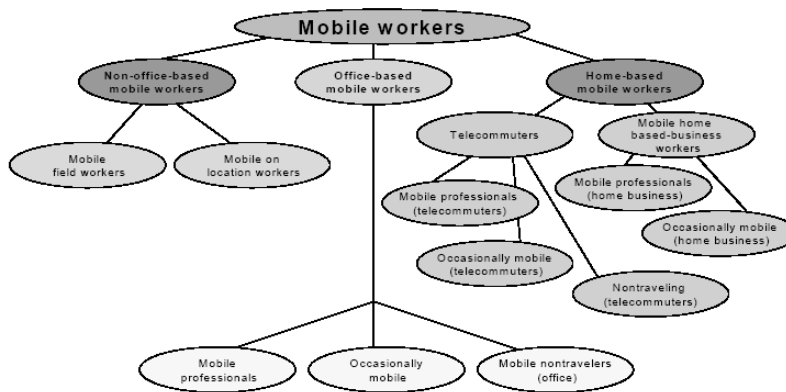 Mobile workers
Non-office-based
mobile workers
Office-based
mobile workers
Home-based
mobile workers
Mobile
field workers
Mobile on
location workers
Telecommuters
Mobile home
based-business
workers
Mobile professionals
(telecommuters)
Mobile professionals
(home business)
Occasionally mobile
(telecommuters)
Occasionally mobile
(home business)
Nontraveling
(telecommuters)
Mobile
professionals
Occasionally
mobile
Mobile nontravelers
(office)